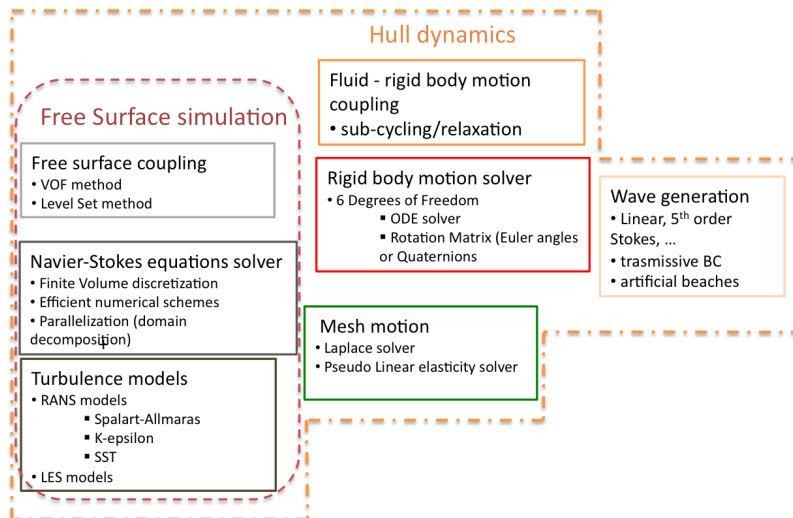 Hull dynamics
Free Surface simulation
Free surface coupling
• VOF method
• Level Set method
Navier-Stokes equations solver
• Finite Volume discretization
• Efficient numerical schemes
• Parallelization (domain
decomposition)
+
Turbulence models
• RANS models
▪ Spalart-Allmaras
▪ K-epsilon
▪ SST
• LES models
Fluid - rigid body motion
coupling
• sub-cycling/relaxation
Rigid body motion solver
• 6 Degrees of Freedom
▪ ODE solver
▪ Rotation Matrix (Euler angles
or Quaternions
Mesh motion
• Laplace solver
• Pseudo Linear elasticity solver
Wave generation
• Linear, 5th order
Stokes, ...
• trasmissive BC
• artificial beaches